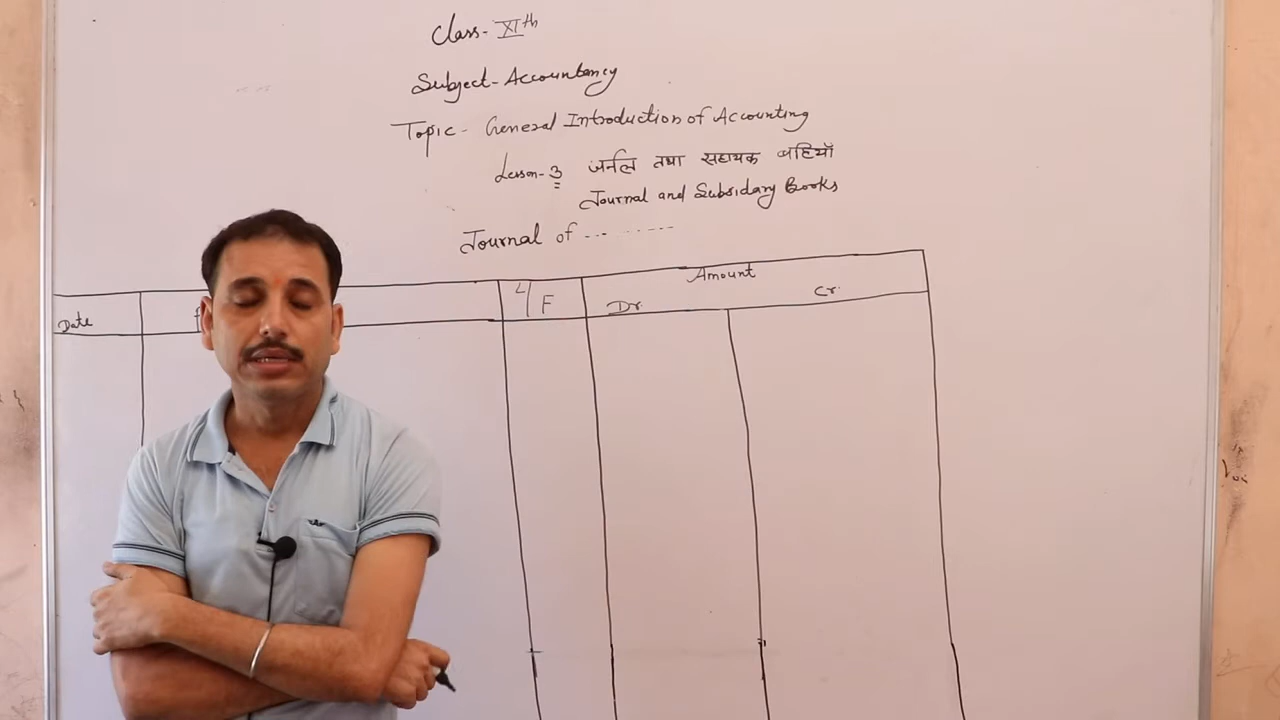 Class- XIth
Subject- Accountancy
Topic- General Introduction of Accounting
Lesson-3 जर्नल तथा सहायक बहियाँ
Journal and Subsidary Books
Journal of ... ......
Amount
Date L/F Dr. Cr.